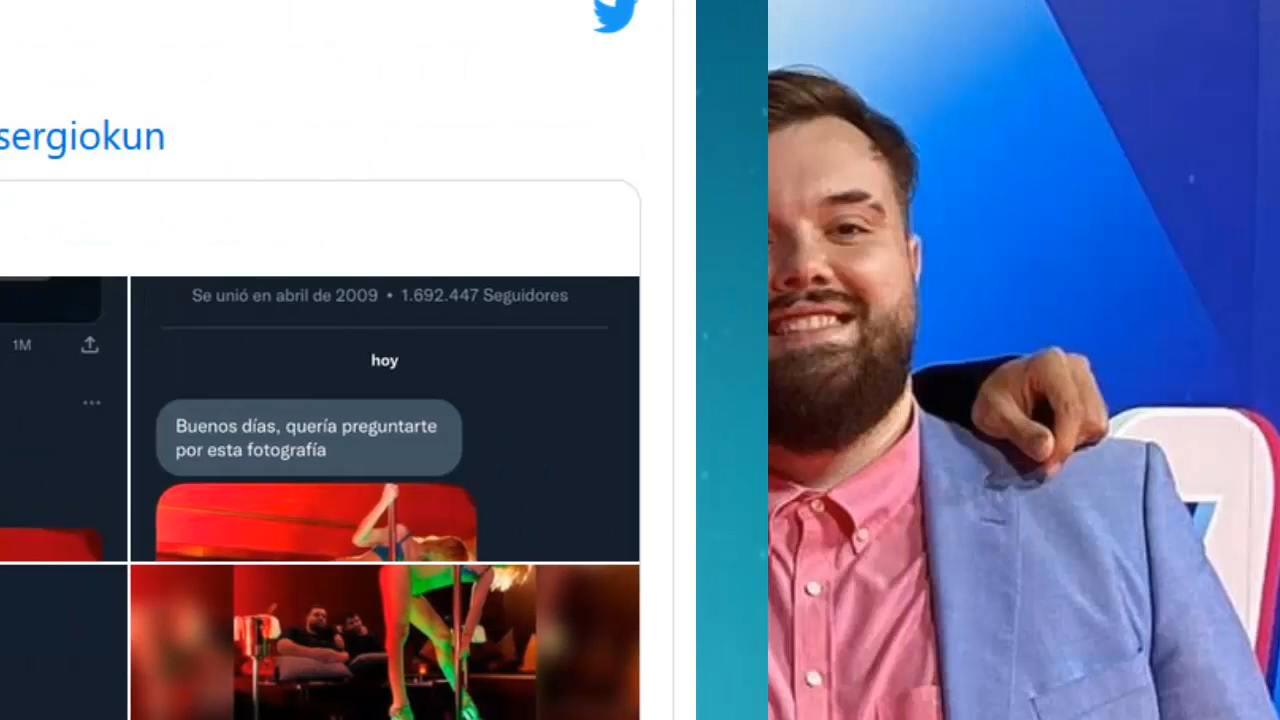 sergiokun
Se unió en abril de 2009 • 1.692.447 Seguidores
1M
hoy
Buenos días, quería preguntarte
por esta fotografía